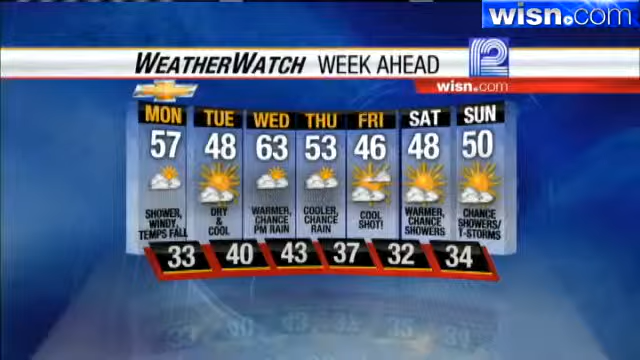 wisn.com
WEATHERWATCH WEEK AHEAD 12
wisn.com
MON TUE WED THU FRI SAT SUN
57 48 63 53 46 48 50
SHOWER, WINDY, TEMPS FALL
DRY & COOL
WARMER, CHANCE PM RAIN
COOLER, CHANCE RAIN
COOL SHOT!
WARMER, CHANCE SHOWERS
CHANCE SHOWERS/ T-STORMS
33 40 43 37 32 34